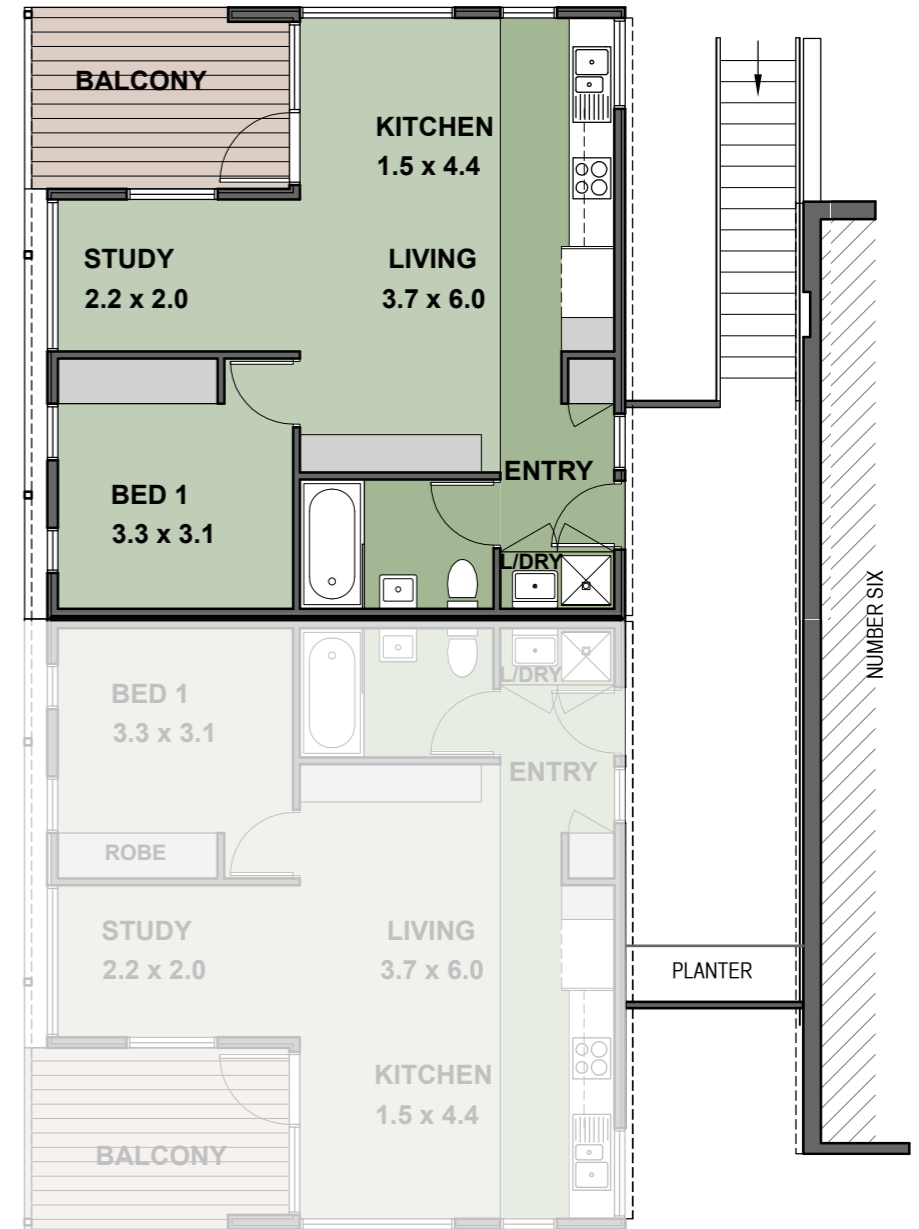 BALCONY
KITCHEN
1.5 x 4.4
STUDY
2.2 x 2.0
LIVING
3.7 x 6.0
ENTRY
BED 1
3.3 x 3.1
L/DRY
NUMBER SIX
BED 1
3.3 x 3.1
L/DRY
ENTRY
ROBE
STUDY
2.2 x 2.0
LIVING
3.7 x 6.0
PLANTER
KITCHEN
1.5 x 4.4
BALCONY